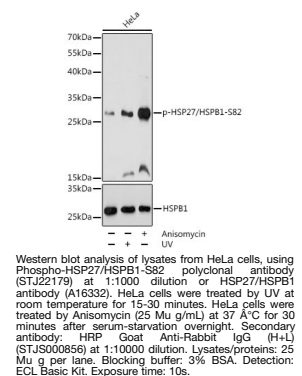 HeLa
70kDa
55kDa
40kDa
35kDa
25kDa
p-HSP27/HSPB1-S82
15kDa
35kDa
25kDa
HSPB1
- - + Anisomycin
- + - UV
Western blot analysis of lysates from HeLa cells, using
Phospho-HSP27/HSPB1-S82 polyclonal antibody
(STJ22179) at 1:1000 dilution or HSP27/HSPB1
antibody (A16332). HeLa cells were treated by UV at
room temperature for 15-30 minutes. HeLa cells were
treated by Anisomycin (25 Mu g/mL) at 37 Â°C for 30
minutes after serum-starvation overnight. Secondary
antibody: HRP Goat Anti-Rabbit IgG (H+L)
(STJS000856) at 1:10000 dilution. Lysates/proteins: 25
Mu g per lane. Blocking buffer: 3% BSA. Detection:
ECL Basic Kit. Exposure time: 10s.